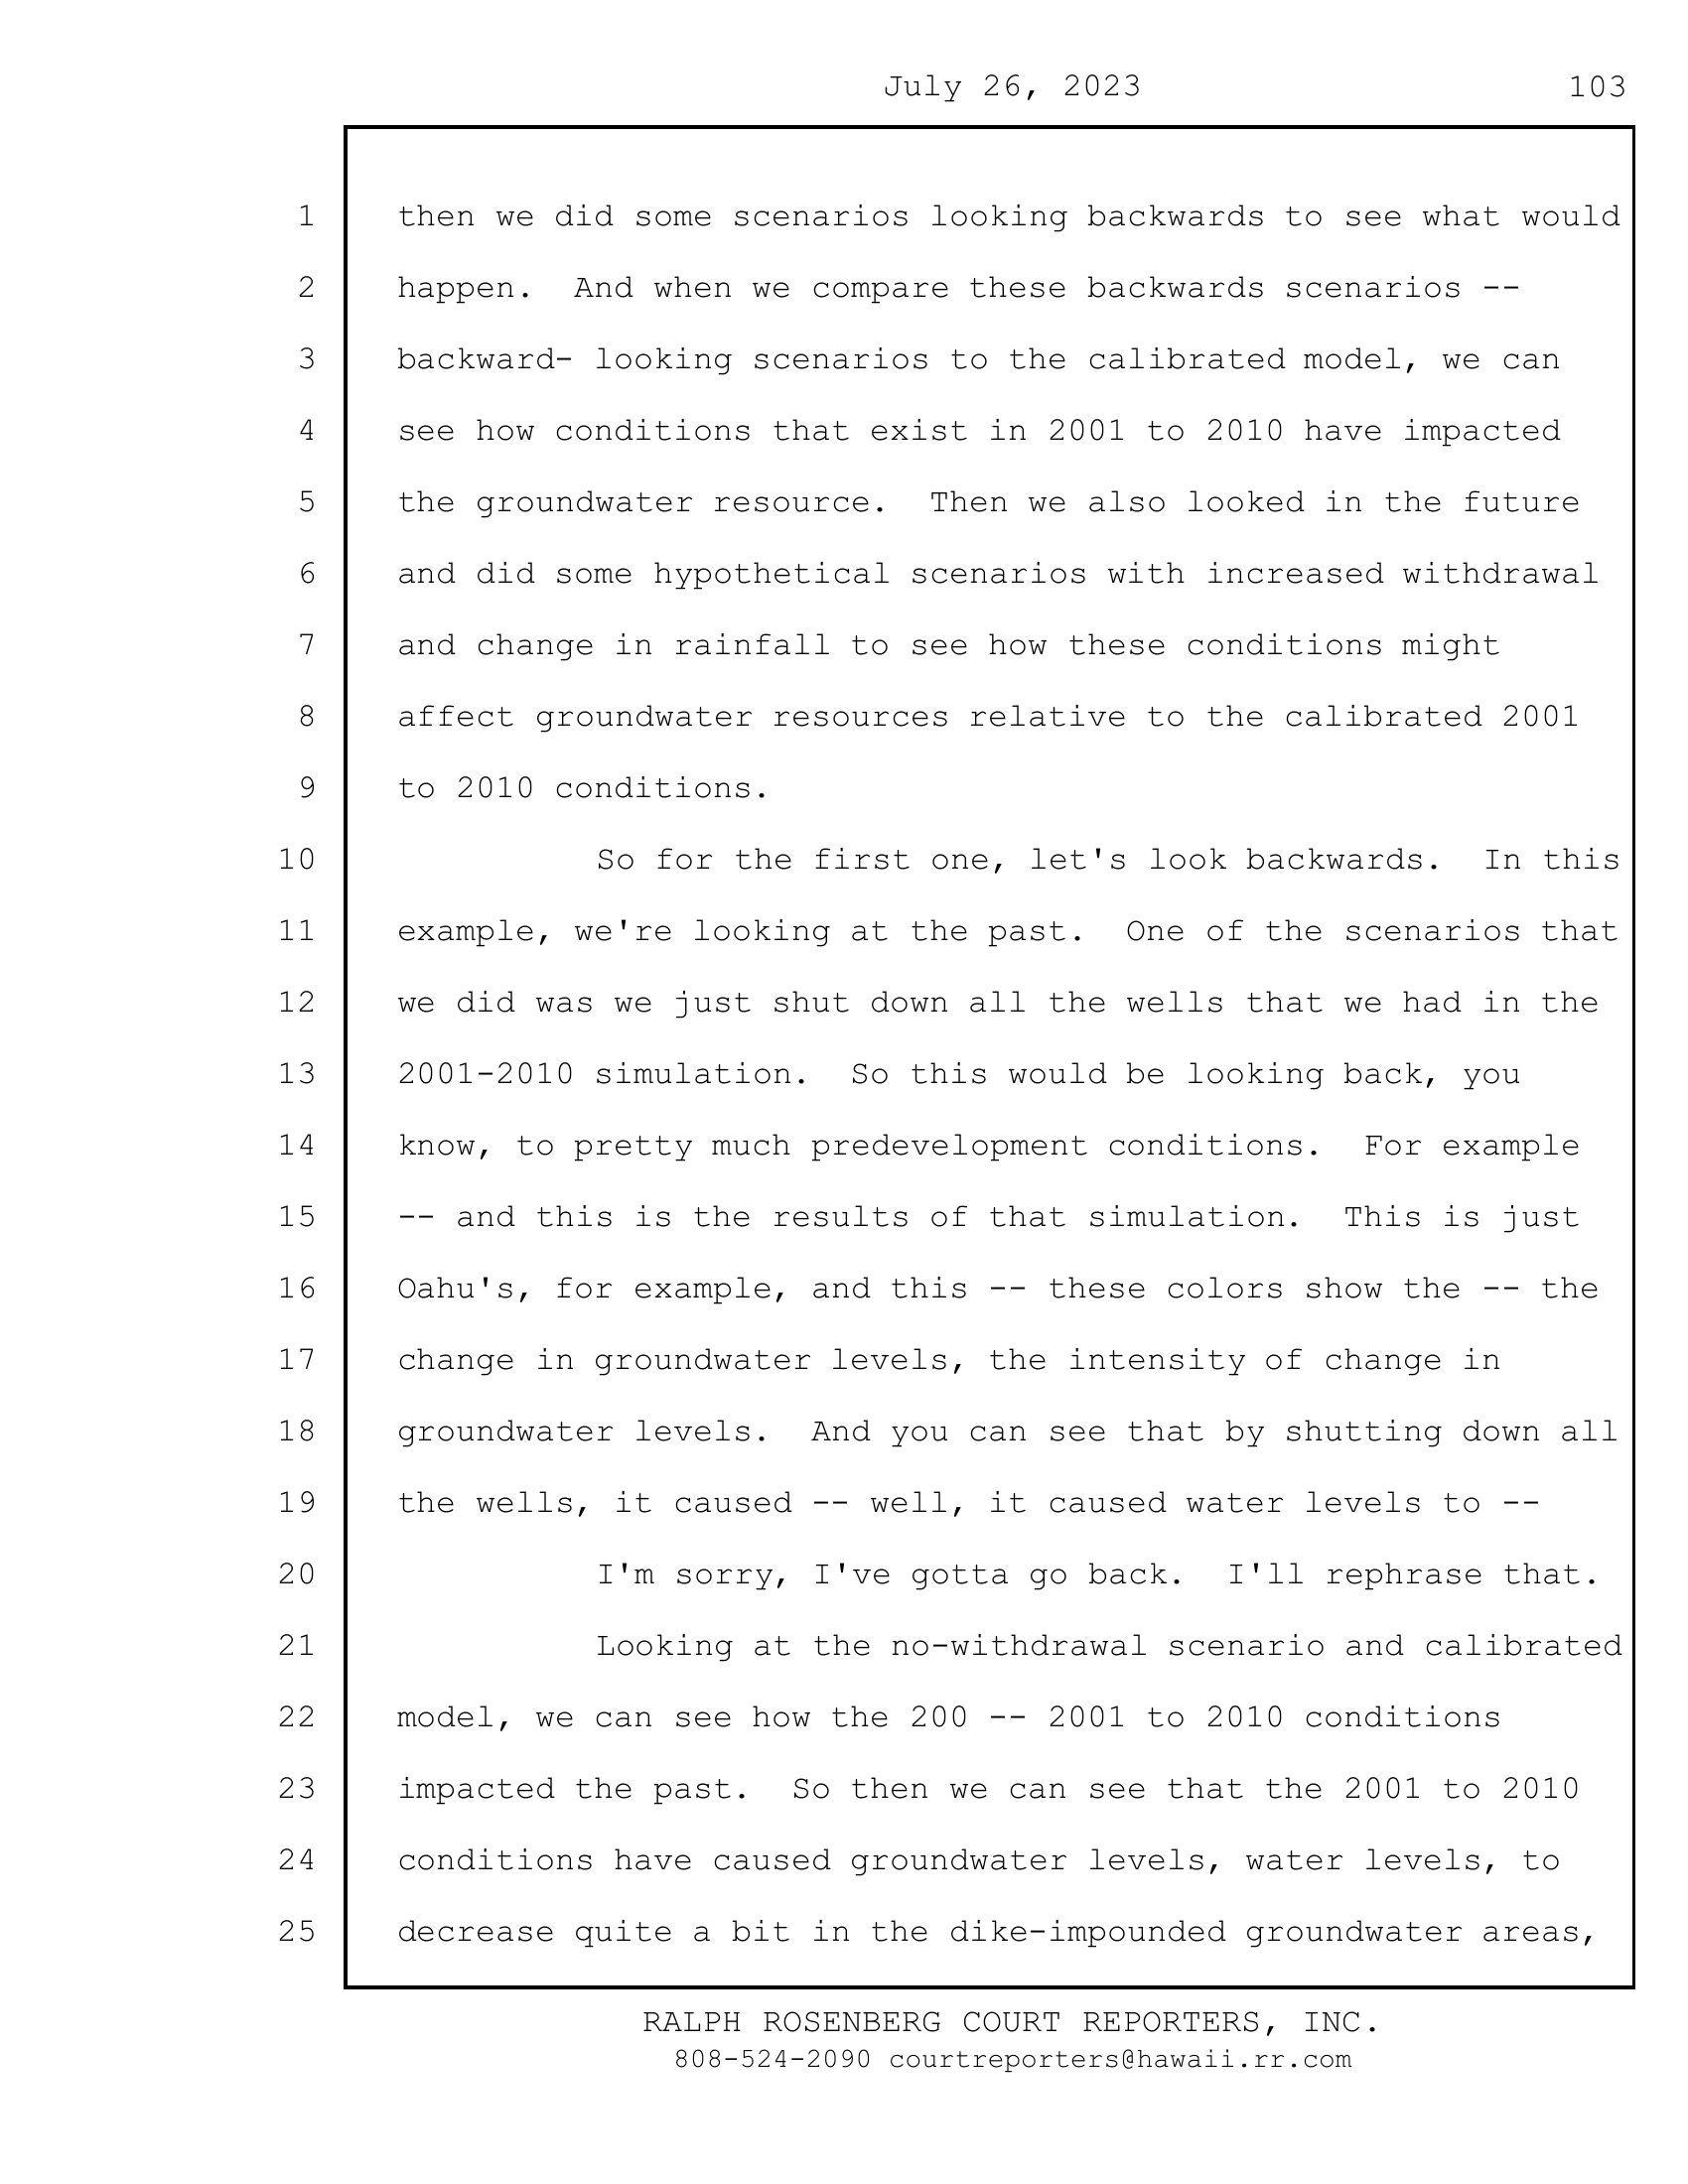 July 26, 2023 103
1 then we did some scenarios looking backwards to see what would
2 happen.  And when we compare these backwards scenarios --
3 backward- looking scenarios to the calibrated model, we can
4 see how conditions that exist in 2001 to 2010 have impacted
5 the groundwater resource.  Then we also looked in the future
6 and did some hypothetical scenarios with increased withdrawal
7 and change in rainfall to see how these conditions might
8 affect groundwater resources relative to the calibrated 2001
9 to 2010 conditions.
10 So for the first one, let's look backwards.  In this
11 example, we're looking at the past.  One of the scenarios that
12 we did was we just shut down all the wells that we had in the
13 2001-2010 simulation.  So this would be looking back, you
14 know, to pretty much predevelopment conditions.  For example
15 -- and this is the results of that simulation.  This is just
16 Oahu's, for example, and this -- these colors show the -- the
17 change in groundwater levels, the intensity of change in
18 groundwater levels.  And you can see that by shutting down all
19 the wells, it caused -- well, it caused water levels to --
20 I'm sorry, I've gotta go back.  I'll rephrase that.
21 Looking at the no-withdrawal scenario and calibrated
22 model, we can see how the 200 -- 2001 to 2010 conditions
23 impacted the past.  So then we can see that the 2001 to 2010
24 conditions have caused groundwater levels, water levels, to
25 decrease quite a bit in the dike-impounded groundwater areas,
RALPH ROSENBERG COURT REPORTERS, INC.
808-524-2090 courtreporters@hawaii.rr.com